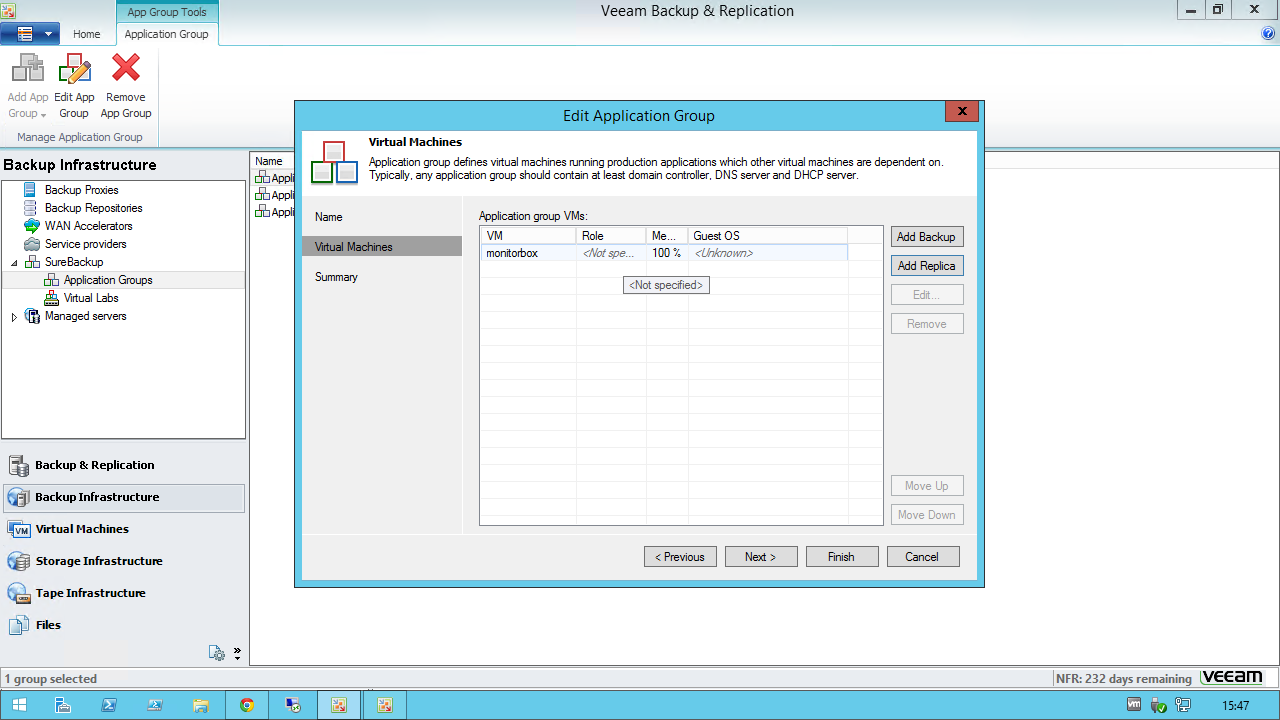 App Group Tools
Veeam Backup & Replication
Home
Application Group
Add App
Group
Edit App
Group
Remove
App Group
Manage Application Group
Backup Infrastructure
Backup Proxies
Backup Repositories
WAN Accelerators
Service providers
SureBackup
Application Groups
Virtual Labs
Managed servers
Backup & Replication
Backup Infrastructure
VM
Virtual Machines
Storage Infrastructure
Tape Infrastructure
Files
»
Name
Appli
Appli
Appli
Edit Application Group
x
Virtual Machines
Application group defines virtual machines running production applications which other virtual machines are dependent on.
Typically, any application group should contain at least domain controller, DNS server and DHCP server.
Name
Virtual Machines
Summary
Application group VMs:
VM Role Me... Guest OS
monitorbox <Not spe... 100 % <Unknown>
<Not specified>
Add Backup
Add Replica
Edit...
Remove
Move Up
Move Down
< Previous
Next >
Finish
Cancel
1 group selected
NFR: 232 days remaining
veeam
vm
15:47